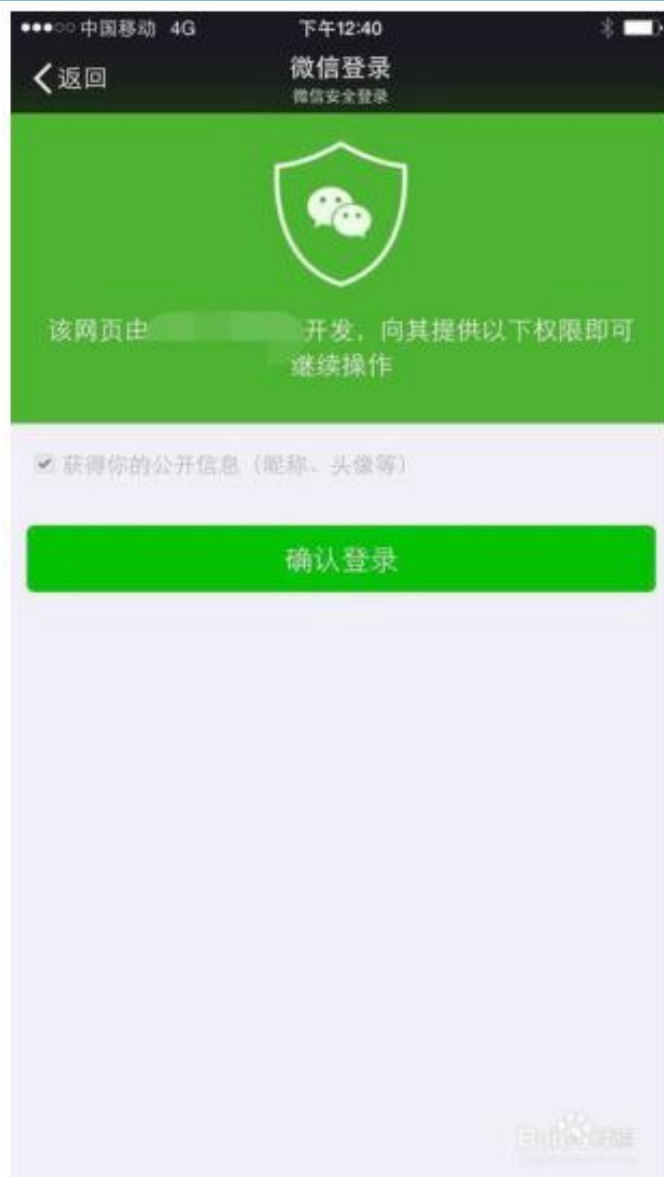 中国移动 4G
下午12:40
返回
微信登录
微信安全登录
该网页由 开发，向其提供以下权限即可
继续操作
获得你的公开信息（昵称、头像等）
确认登录